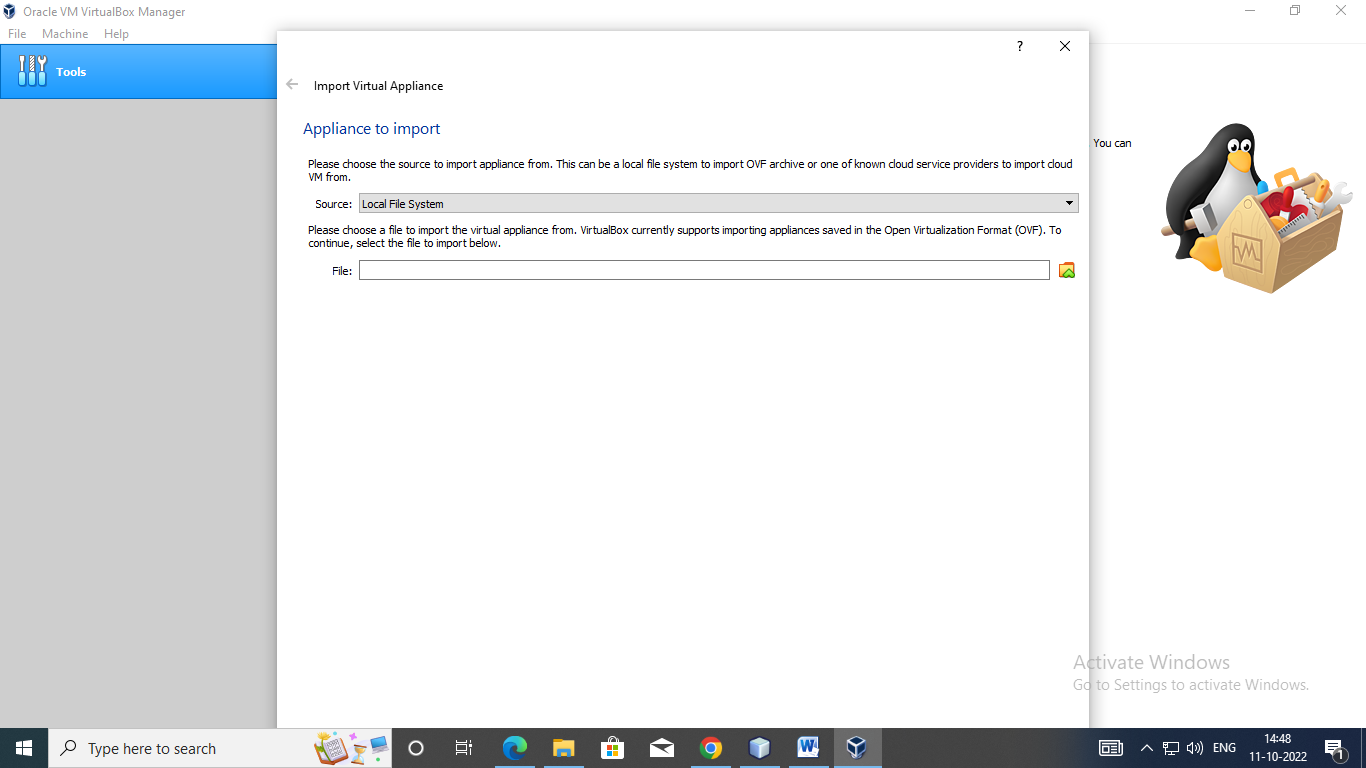 Oracle VM VirtualBox Manager
File Machine Help
Tools
?
Import Virtual Appliance
Appliance to import
Please choose the source to import appliance from. This can be a local file system to import OVF archive or one of known cloud service providers to import cloud
VM from.
Source: Local File System
Please choose a file to import the virtual appliance from. VirtualBox currently supports importing appliances saved in the Open Virtualization Format (OVF). To
continue, select the file to import below.
File:
You can
Activate Windows
Go to Settings to activate Windows.
Type here to search
ENG
14:48
11-10-2022
1